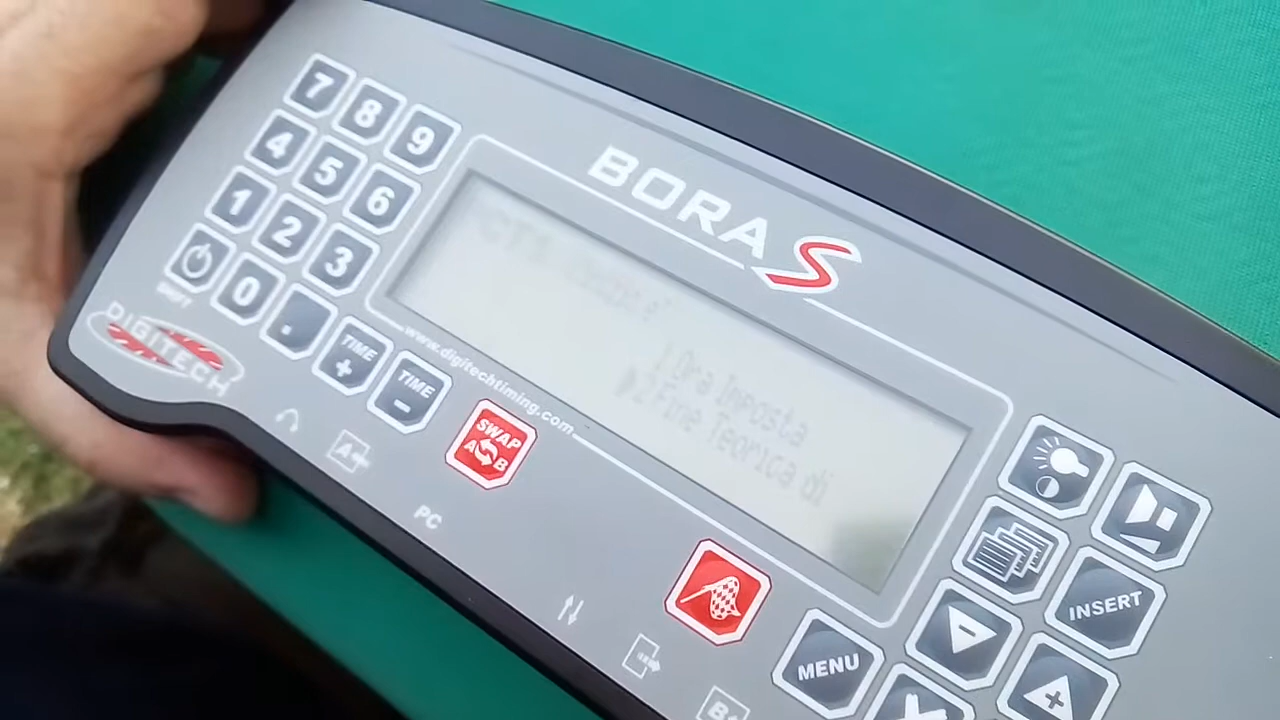 BORA S
7 8 9
4 5 6
1 2 3
0 .
DIGITECH
TIME +
TIME -
www.digitechtiming.com
1 Ora Imposta
2 Fine Teorica di
SWAP
A B
A
PC
B
MENU
INSERT
-
+